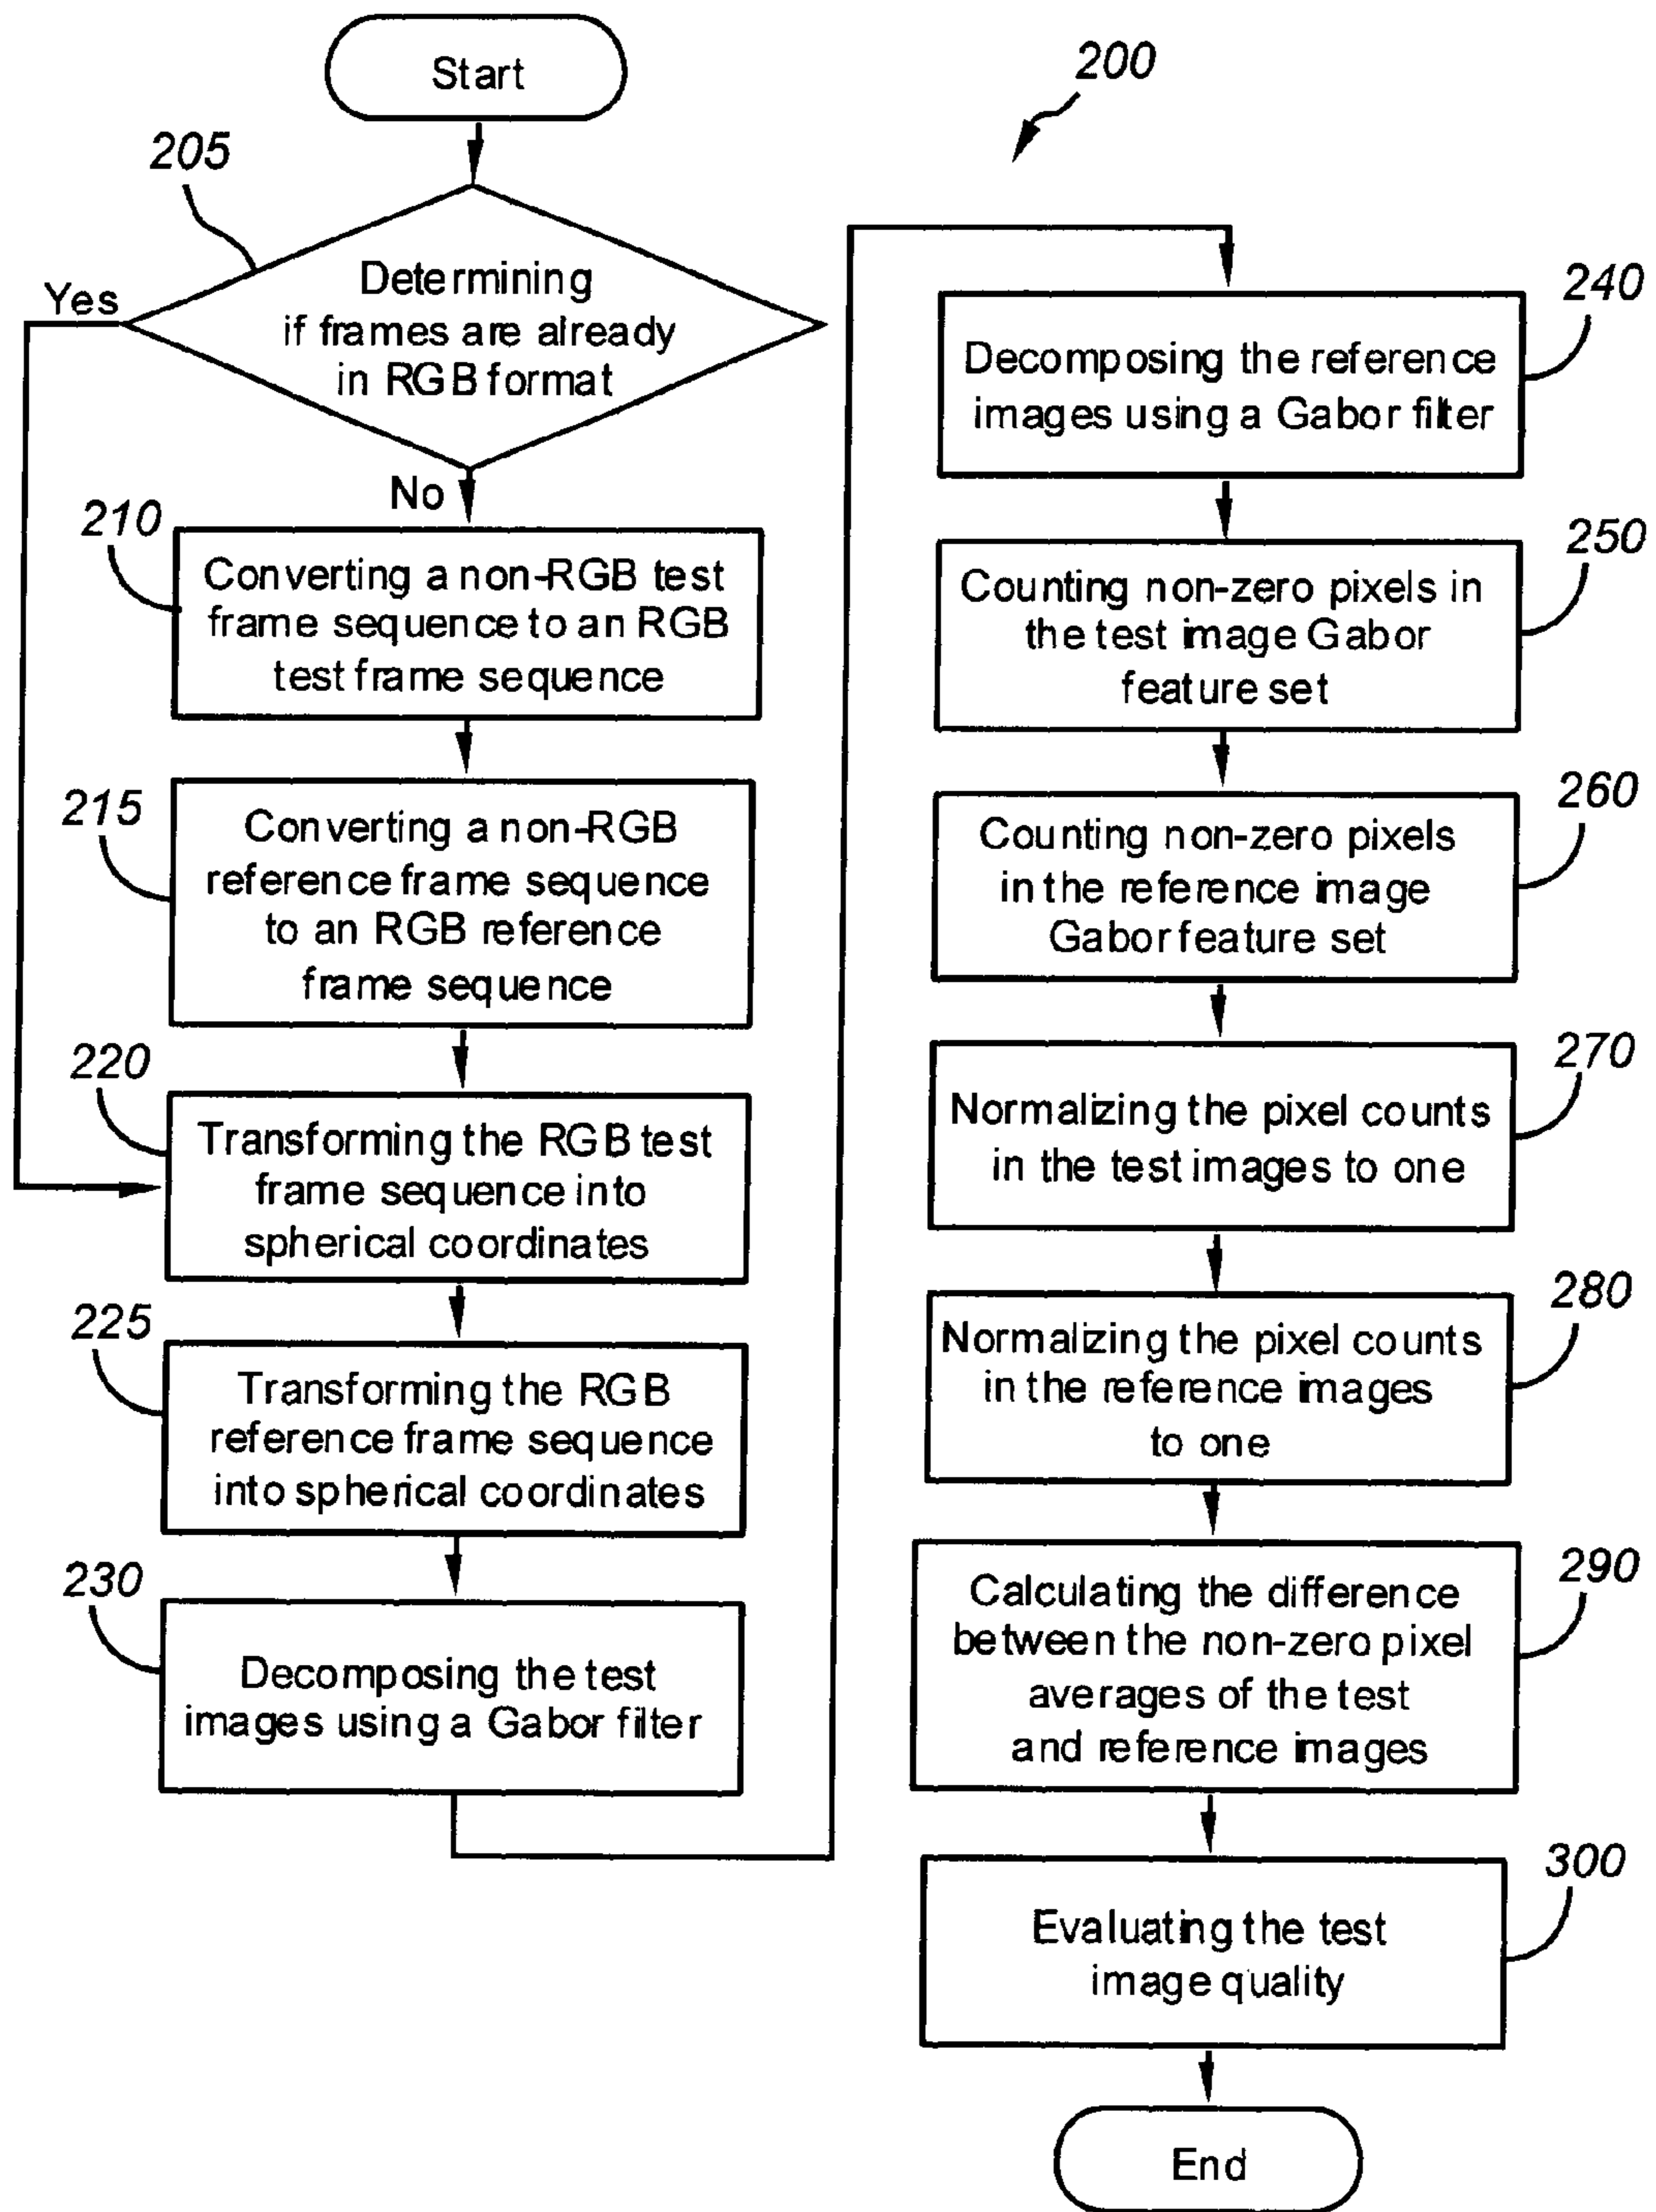 Start
200
205
Yes
Determining
if frames are already
in RGB format
No
210
Converting a non-RGB test
frame sequence to an RGB
test frame sequence
215
Converting a non-RGB
reference frame sequence
to an RGB reference
frame sequence
220
Transforming the RGB test
frame sequence into
spherical coordinates
225
Transforming the RGB
reference frame sequence
into spherical coordinates
230
Decomposing the test
images using a Gabor filter
240
Decomposing the reference
images using a Gabor filter
250
Counting non-zero pixels in
the test image Gabor
feature set
260
Counting non-zero pixels
in the reference image
Gabor feature set
270
Normalizing the pixel counts
in the test images to one
280
Normalizing the pixel counts
in the reference images
to one
290
Calculating the difference
between the non-zero pixel
averages of the test
and reference images
300
Evaluating the test
image quality
End